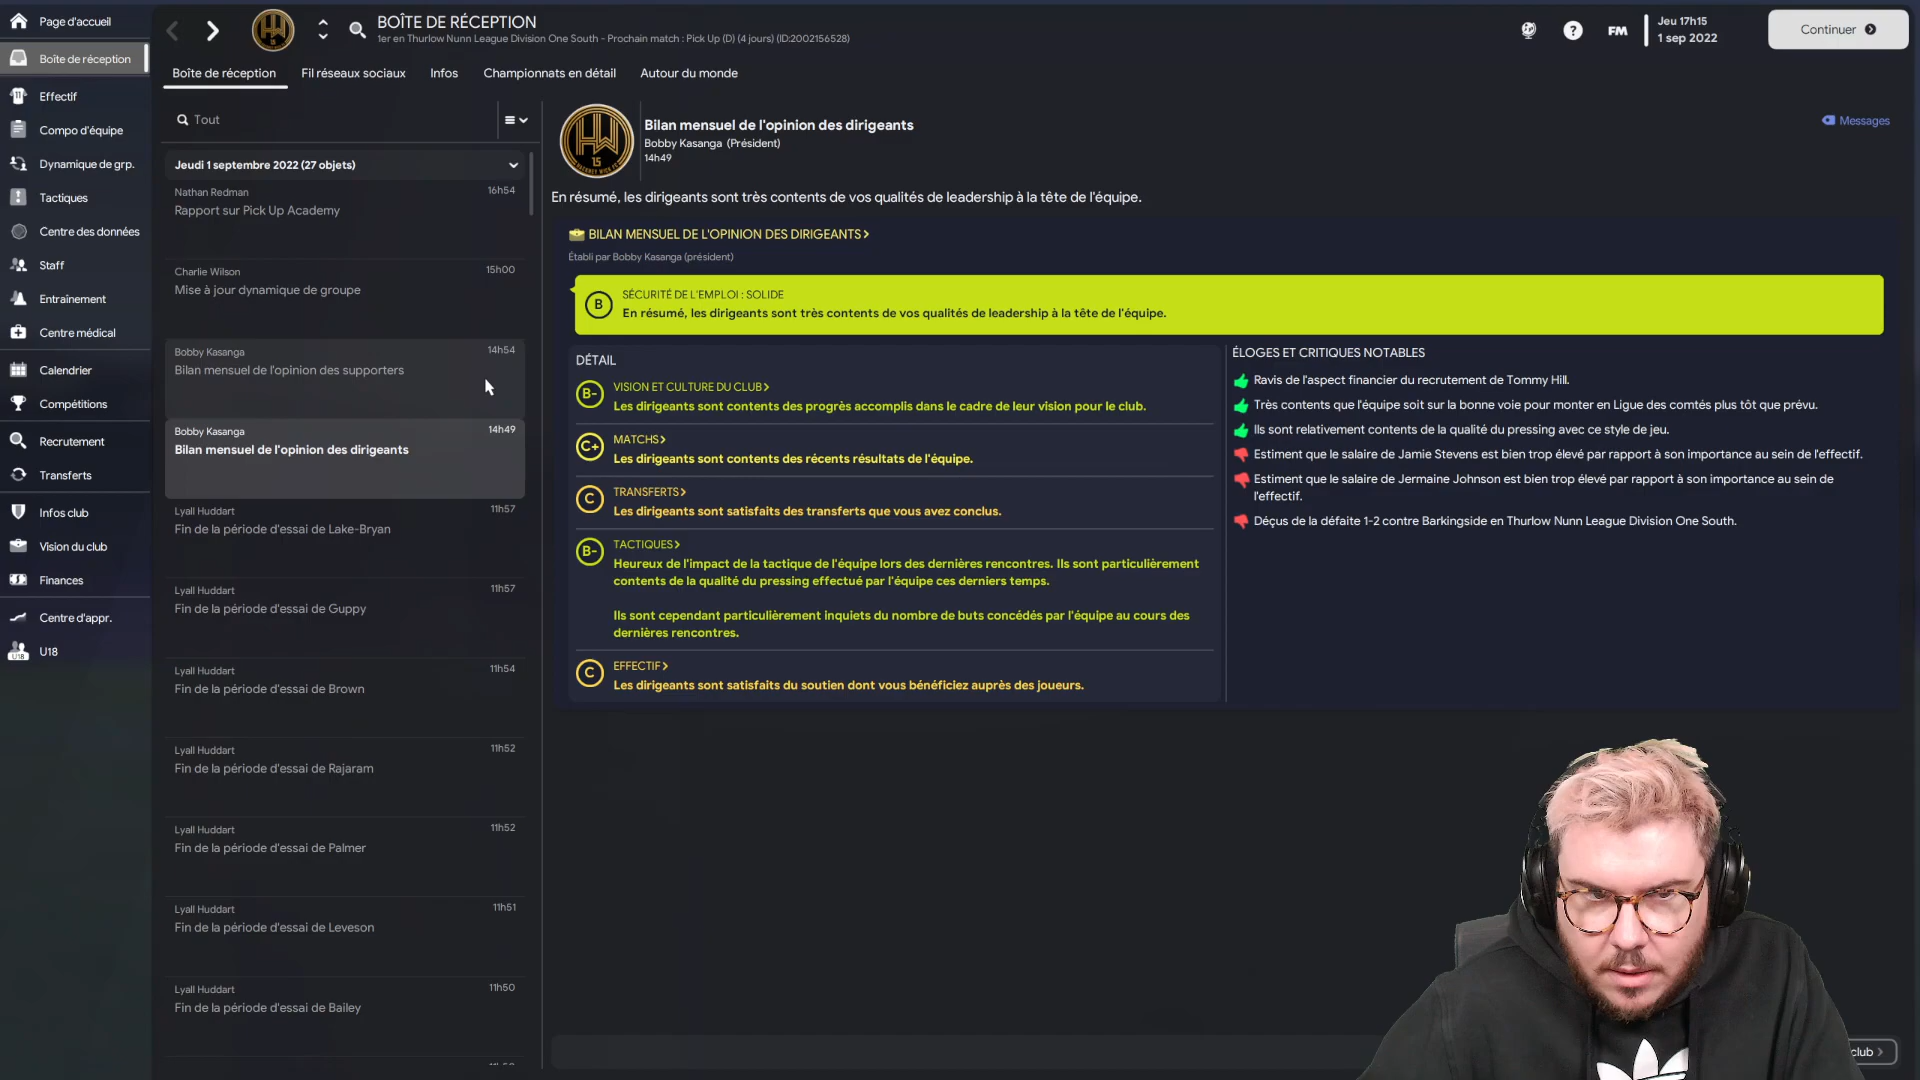 Page d'accueil
Boîte de réception
Effectif
Compo d'équipe
Dynamique de grp.
Tactiques
Centre des données
Staff
Entraînement
Centre médical
Calendrier
Compétitions
Recrutement
Transferts
Infos club
Vision du club
Finances
Centre d'appr.
U18
BOÎTE DE RÉCEPTION
1er en Thurlow Nunn League Division One South - Prochain match : Pick Up (D) (4 jours) (ID:2002156528)
FM
Jeu 17h15
1 sep 2022
Continuer
Boîte de réception
Fil réseaux sociaux
Infos
Championnats en détail
Autour du monde
Tout
Jeudi 1 septembre 2022 (27 objets)
Nathan Redman 16h54
Rapport sur Pick Up Academy
Charlie Wilson 15h00
Mise à jour dynamique de groupe
Bobby Kasanga 14h54
Bilan mensuel de l'opinion des supporters
Bobby Kasanga 14h49
Bilan mensuel de l'opinion des dirigeants
Lyall Huddart 11h57
Fin de la période d'essai de Lake-Bryan
Lyall Huddart 11h57
Fin de la période d'essai de Guppy
Lyall Huddart 11h54
Fin de la période d'essai de Brown
Lyall Huddart 11h52
Fin de la période d'essai de Rajaram
Lyall Huddart 11h52
Fin de la période d'essai de Palmer
Lyall Huddart 11h51
Fin de la période d'essai de Leveson
Lyall Huddart 11h50
Fin de la période d'essai de Bailey
Bilan mensuel de l'opinion des dirigeants
Bobby Kasanga (Président)
14h49
Messages
En résumé, les dirigeants sont très contents de vos qualités de leadership à la tête de l'équipe.
BILAN MENSUEL DE L'OPINION DES DIRIGEANTS
Établi par Bobby Kasanga (président)
B
SÉCURITÉ DE L'EMPLOI : SOLIDE
En résumé, les dirigeants sont très contents de vos qualités de leadership à la tête de l'équipe.
DÉTAIL
B-
VISION ET CULTURE DU CLUB
Les dirigeants sont contents des progrès accomplis dans le cadre de leur vision pour le club.
C+
MATCHS
Les dirigeants sont contents des récents résultats de l'équipe.
C
TRANSFERTS
Les dirigeants sont satisfaits des transferts que vous avez conclus.
B-
TACTIQUES
Heureux de l'impact de la tactique de l'équipe lors des dernières rencontres. Ils sont particulièrement
contents de la qualité du pressing effectué par l'équipe ces derniers temps.
Ils sont cependant particulièrement inquiets du nombre de buts concédés par l'équipe au cours des
dernières rencontres.
C
EFFECTIF
Les dirigeants sont satisfaits du soutien dont vous bénéficiez auprès des joueurs.
ÉLOGES ET CRITIQUES NOTABLES
Ravis de l'aspect financier du recrutement de Tommy Hill.
Très contents que l'équipe soit sur la bonne voie pour monter en Ligue des comtés plus tôt que prévu.
Ils sont relativement contents de la qualité du pressing avec ce style de jeu.
Estiment que le salaire de Jamie Stevens est bien trop élevé par rapport à son importance au sein de l'effectif.
Estiment que le salaire de Jermaine Johnson est bien trop élevé par rapport à son importance au sein de
l'effectif.
Déçus de la défaite 1-2 contre Barkingside en Thurlow Nunn League Division One South.
club